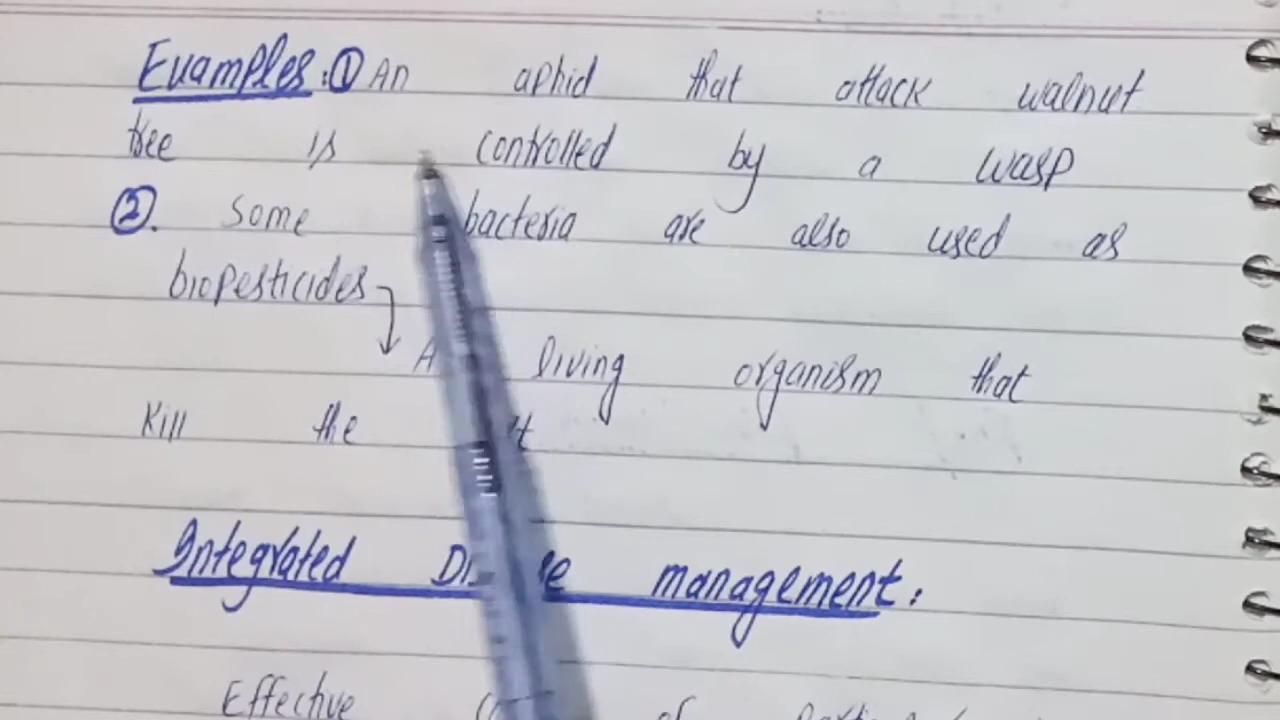 Examples: ① An aphid that attack walnut
tree is controlled by a wasp
②. Some bacteria are also used as
biopesticides
living organism that
Kill the
Integrated management:
Effective of